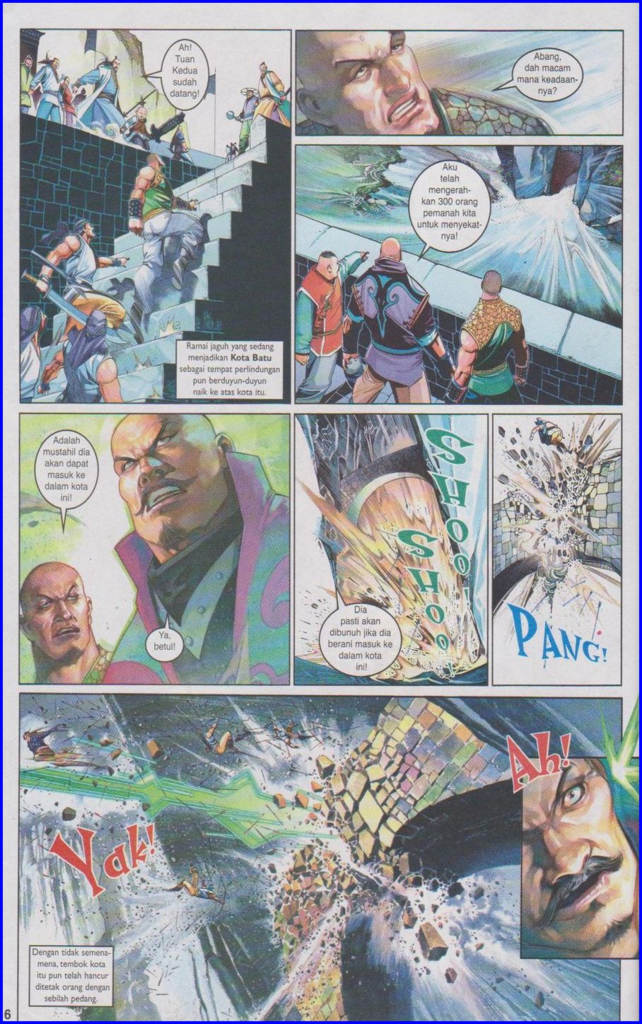 Ah!
Tuan
Kedua
sudah
datang!
Ramai jaguh yang sedang
menjadikan Kota Batu
sebagai tempat perlindungan
pun berduyun-duyun
naik ke atas kota itu.
Abang,
dah macam
mana keadaan-
nya?
Aku
telah
mengerah-
kan 300 orang
pemanah kita
untuk menyekat-
nya!
Adalah
mustahil dia
akan dapat
masuk ke
dalam kota
ini!
Ya,
betul!
SHOO!
SHOO!
Dia
pasti akan
dibunuh jika dia
berani masuk ke
dalam kota
ini!
PANG!
Yak!
Ah!
Dengan tidak semena-
mena, tembok kota
itu pun telah hancur
ditetak orang dengan
sebilah pedang.
6